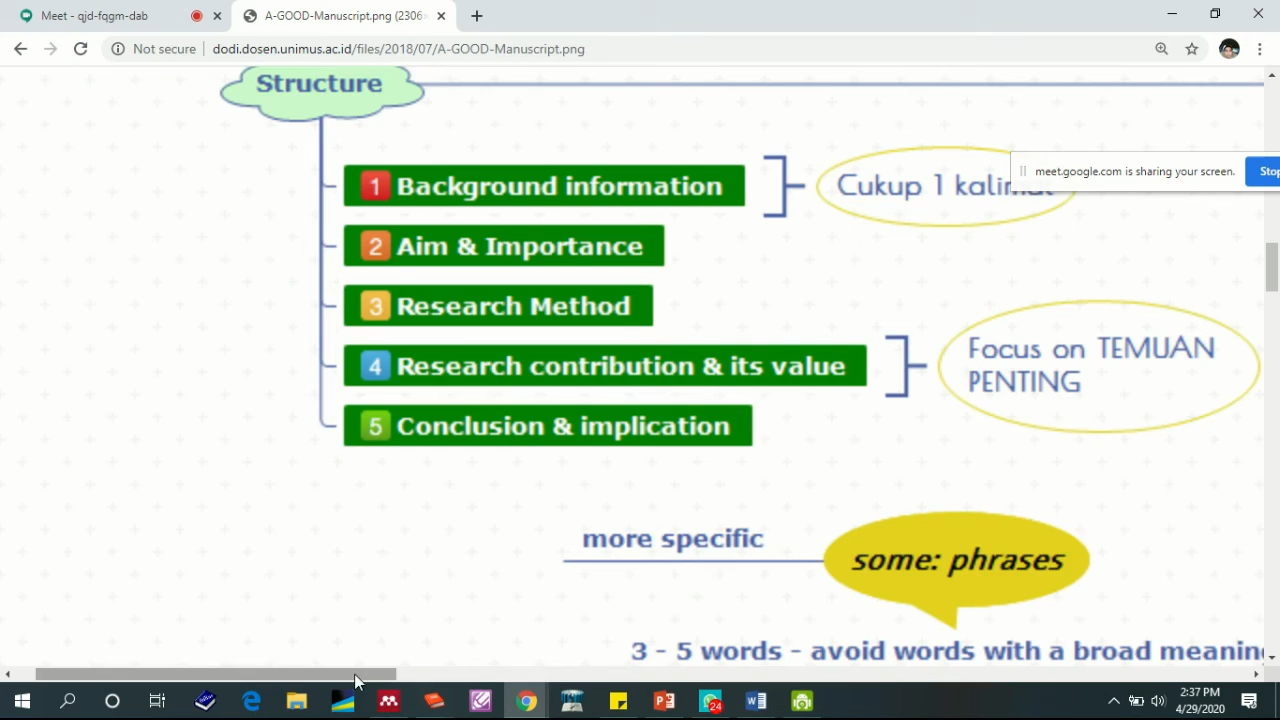 Meet - qjd-fqgm-dab
A-GOOD-Manuscript.png (2306
Not secure
dodi.dosen.unimus.ac.id/files/2018/07/A-GOOD-Manuscript.png
Structure
meet.google.com is sharing your screen.
Stop
1 Background information
Cukup 1 kalimat
2 Aim & Importance
3 Research Method
4 Research contribution & its value
Focus on TEMUAN
PENTING
5 Conclusion & implication
more specific
some: phrases
3 - 5 words - avoid words with a broad meaning
24
2:37 PM
4/29/2020